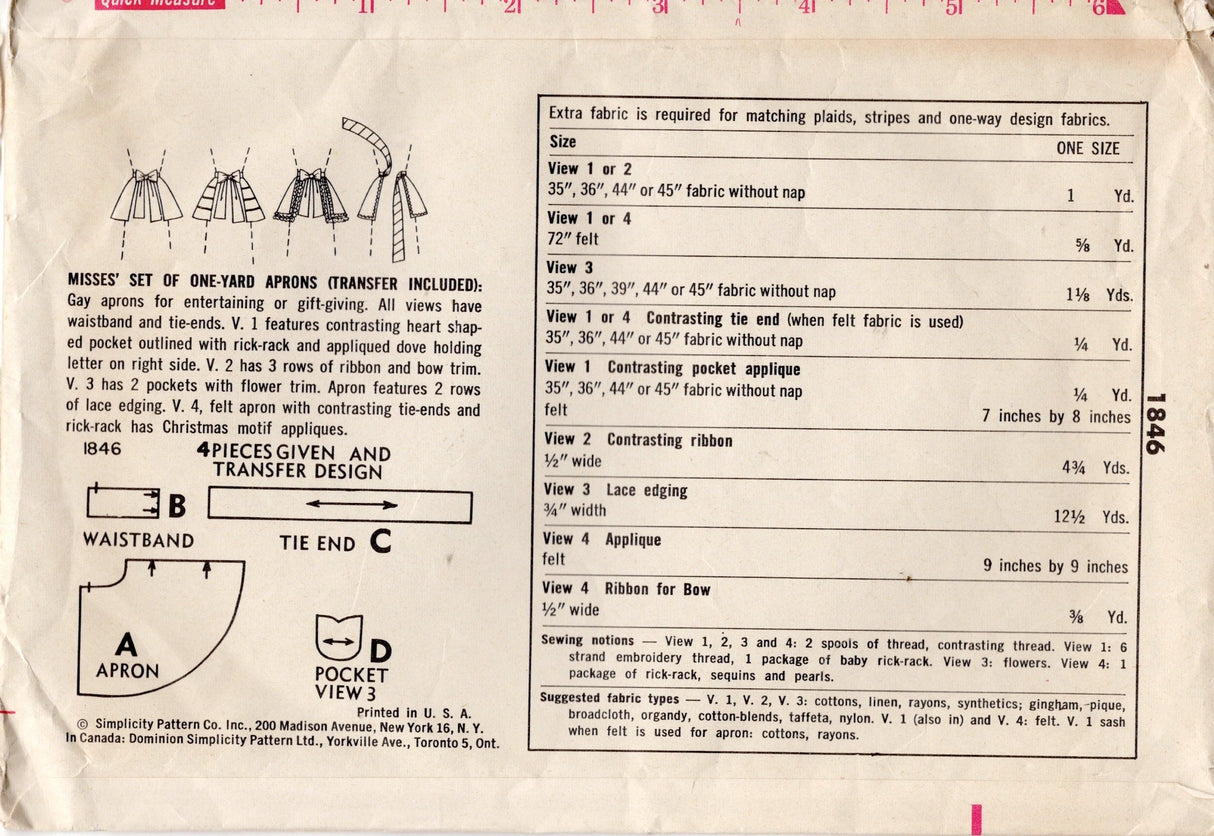 Quick Measure
1 2 3 4 5 6
MISSES' SET OF ONE-YARD APRONS (TRANSFER INCLUDED):
Gay aprons for entertaining or gift-giving. All views have
waistband and tie-ends. V. 1 features contrasting heart shap-
ed pocket outlined with rick-rack and appliqued dove holding
letter on right side. V. 2 has 3 rows of ribbon and bow trim.
V. 3 has 2 pockets with flower trim. Apron features 2 rows
of lace edging. V. 4, felt apron with contrasting tie-ends and
rick-rack has Christmas motif appliques.
1846 4 PIECES GIVEN AND
TRANSFER DESIGN
B
WAISTBAND
TIE END C
A
APRON
D
POCKET
VIEW 3
Printed in U. S. A.
© Simplicity Pattern Co. Inc., 200 Madison Avenue, New York 16, N. Y.
In Canada: Dominion Simplicity Pattern Ltd., Yorkville Ave., Toronto 5, Ont.
Extra fabric is required for matching plaids, stripes and one-way design fabrics.
Size ONE SIZE
View 1 or 2
35", 36", 44" or 45" fabric without nap 1 Yd.
View 1 or 4
72" felt ⅝ Yd.
View 3
35", 36", 39", 44" or 45" fabric without nap 1⅛ Yds.
View 1 or 4 Contrasting tie end (when felt fabric is used)
35", 36", 44" or 45" fabric without nap ¼ Yd.
View 1 Contrasting pocket applique
35", 36", 44" or 45" fabric without nap ¼ Yd.
felt 7 inches by 8 inches
View 2 Contrasting ribbon
½" wide 4¾ Yds.
View 3 Lace edging
¾" width 12½ Yds.
View 4 Applique
felt 9 inches by 9 inches
View 4 Ribbon for Bow
½" wide ⅜ Yd.
Sewing notions — View 1, 2, 3 and 4: 2 spools of thread, contrasting thread. View 1: 6
strand embroidery thread, 1 package of baby rick-rack. View 3: flowers. View 4: 1
package of rick-rack, sequins and pearls.
Suggested fabric types — V. 1, V. 2, V. 3: cottons, linen, rayons, synthetics; gingham, pique,
broadcloth, organdy, cotton-blends, taffeta, nylon. V. 1 (also in) and V. 4: felt. V. 1 sash
when felt is used for apron: cottons, rayons.
1846